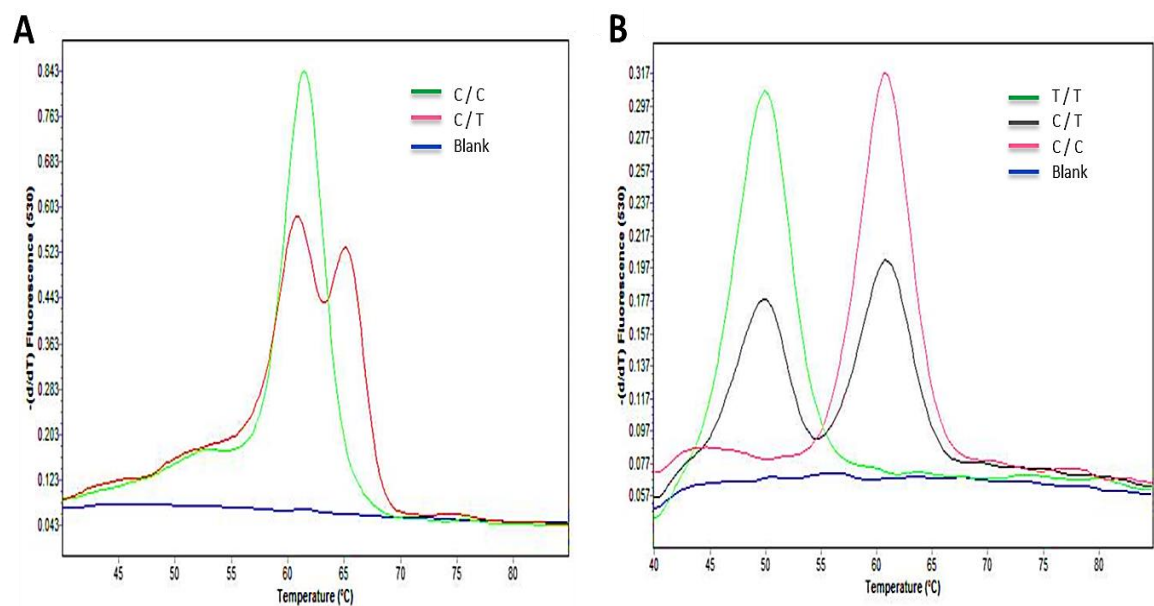 A
-(d/dT) Fluorescence (530)
0.843
0.763
0.683
0.603
0.523
0.443
0.363
0.283
0.203
0.123
0.043
C / C
C / T
Blank
45 50 55 60 65 70 75 80
Temperature (°C)
B
-(d/dT) Fluorescence (530)
0.317
0.297
0.277
0.257
0.237
0.217
0.197
0.177
0.157
0.137
0.117
0.097
0.077
0.057
T / T
C / T
C / C
Blank
40 45 50 55 60 65 70 75 80
Temperature (°C)